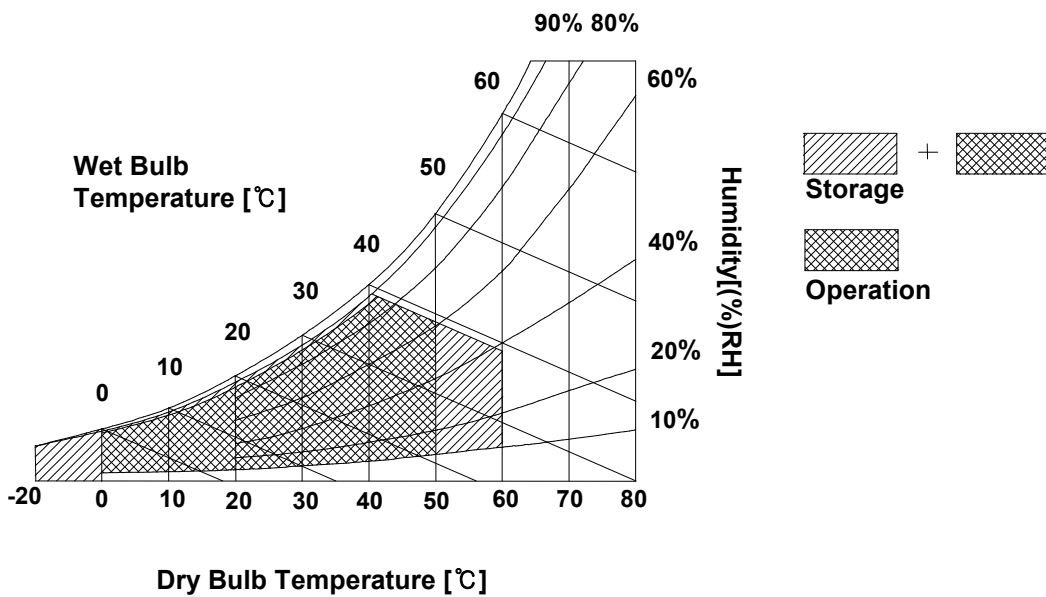 90% 80%
60
60%
50
Wet Bulb
Temperature [℃]
Storage
+
40
40%
Humidity[(%)RH]
30
Operation
20
20%
10
0
10%
-20 0 10 20 30 40 50 60 70 80
Dry Bulb Temperature [℃]